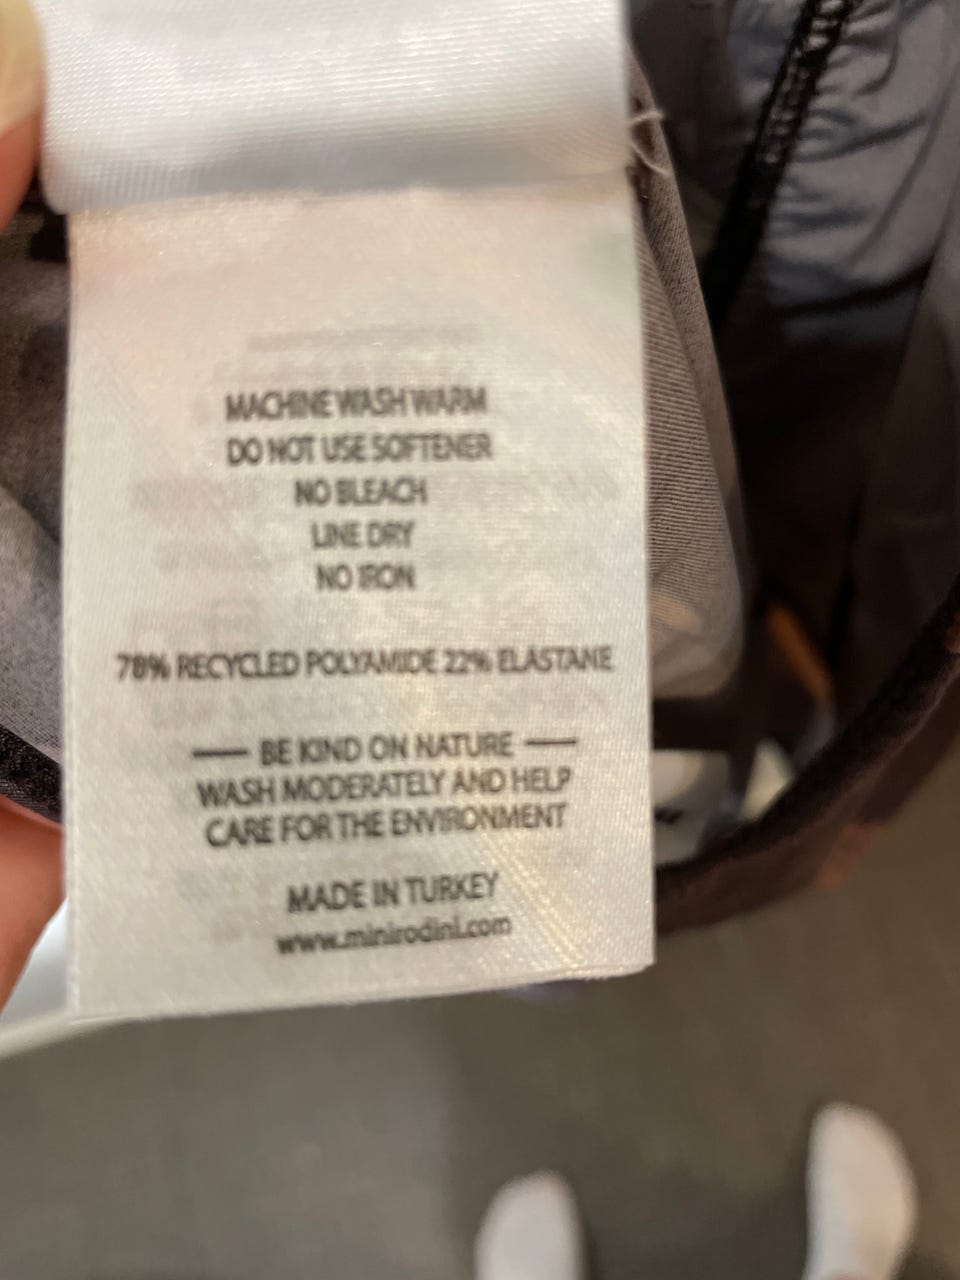 MACHINE WASH WARM
DO NOT USE SOFTENER
NO BLEACH
LINE DRY
NO IRON
78% RECYCLED POLYAMIDE 22% ELASTANE
BE KIND ON NATURE
WASH MODERATELY AND HELP
CARE FOR THE ENVIRONMENT
MADE IN TURKEY
www.minirodini.com